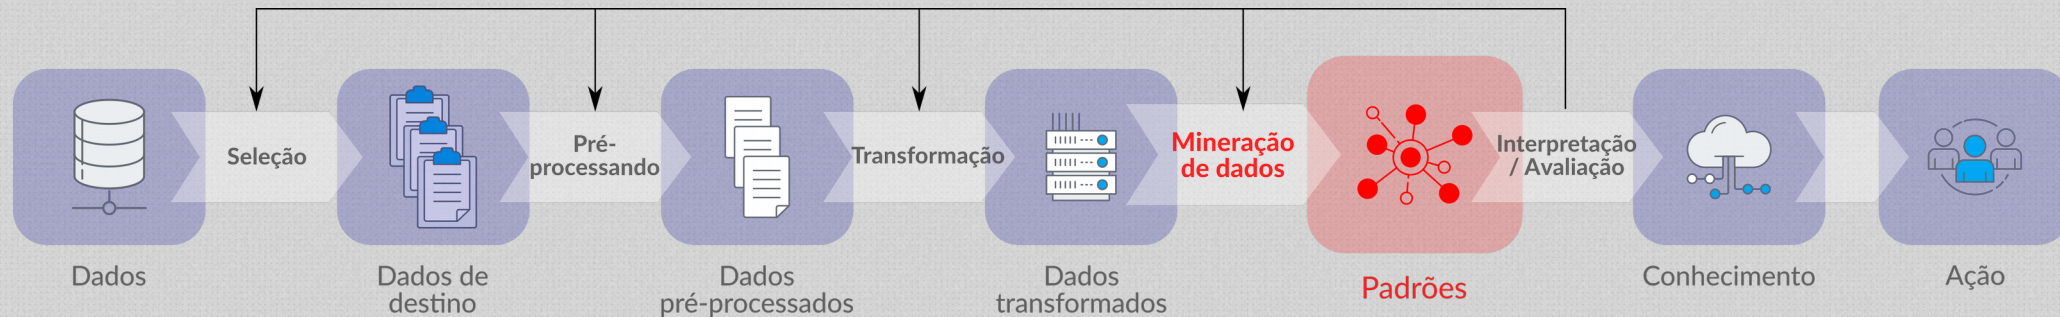 Seleção
Pré-
processando
Transformação
Mineração
de dados
Interpretação
/ Avaliação
Dados
Dados de
destino
Dados
pré-processados
Dados
transformados
Padrões
Conhecimento
Ação